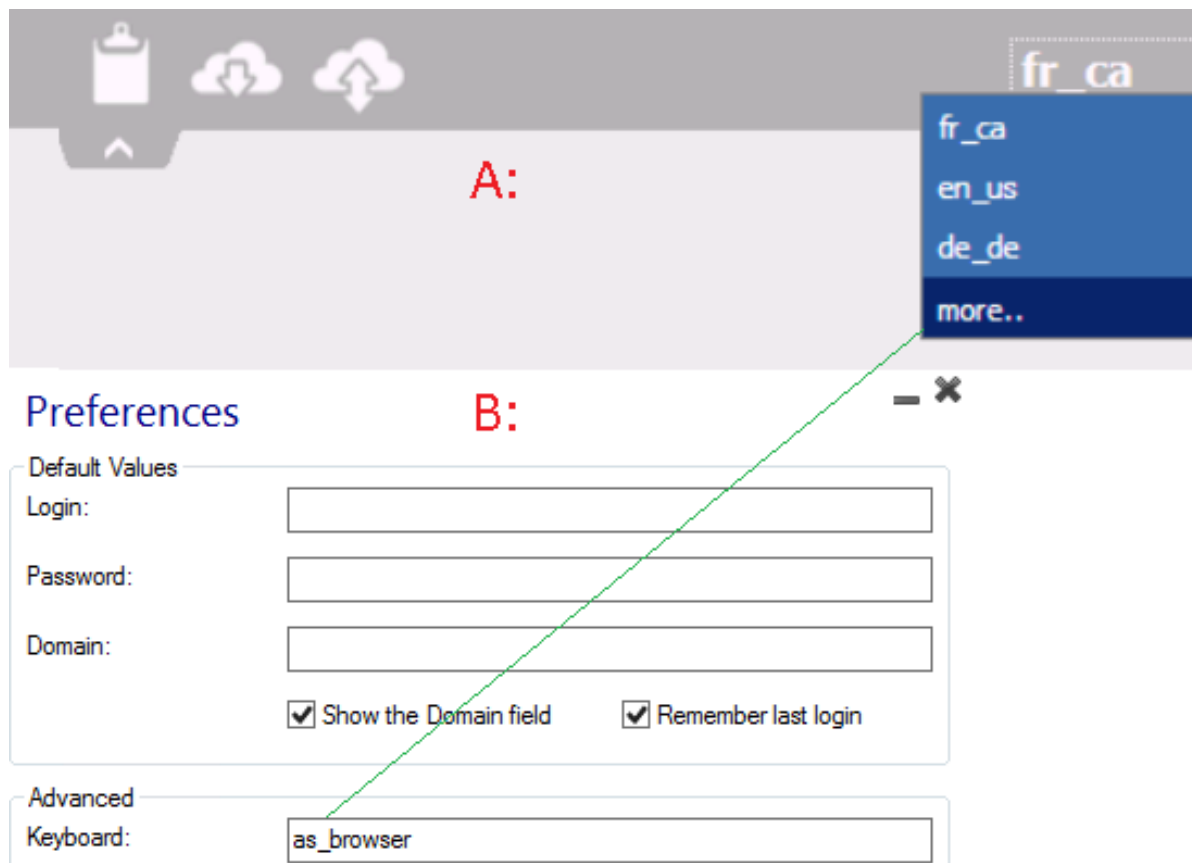 fr_ca
fr_ca
A:
en_us
de_de
more..
Preferences
B:
Default Values
Login:
Password:
Domain:
Show the Domain field
Remember last login
Advanced
Keyboard:
as_browser